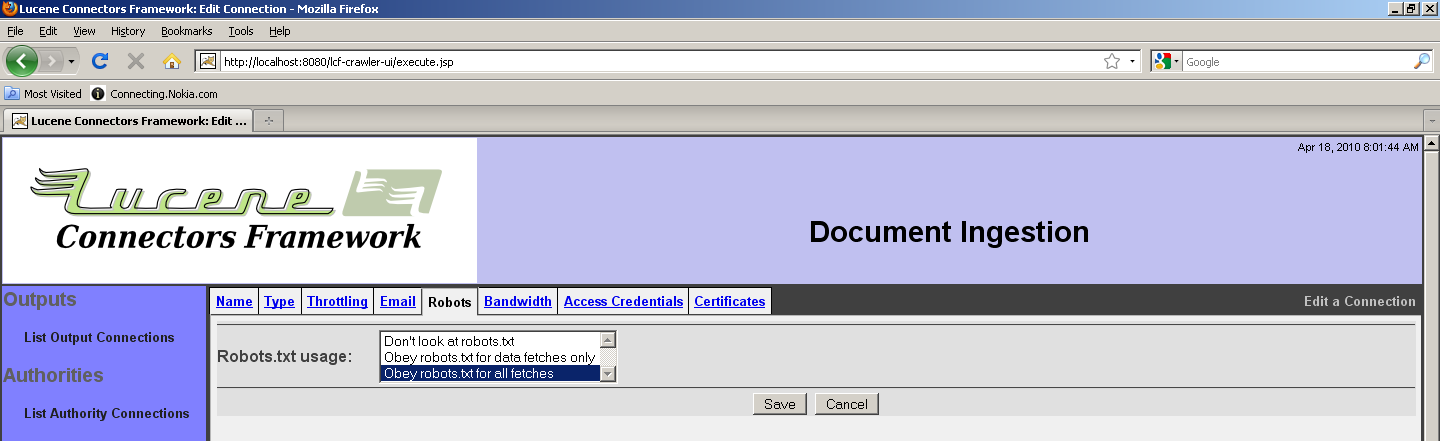 Lucene Connectors Framework: Edit Connection - Mozilla Firefox
File Edit View History Bookmarks Tools Help
http://localhost:8080/lcf-crawler-ui/execute.jsp
Google
Most Visited Connecting.Nokia.com
Lucene Connectors Framework: Edit ...
Apr 18, 2010 8:01:44 AM
Lucene
Connectors Framework
Document Ingestion
Outputs
List Output Connections
Authorities
List Authority Connections
Name Type Throttling Email Robots Bandwidth Access Credentials Certificates Edit a Connection
Robots.txt usage:
Don't look at robots.txt
Obey robots.txt for data fetches only
Obey robots.txt for all fetches
Save Cancel